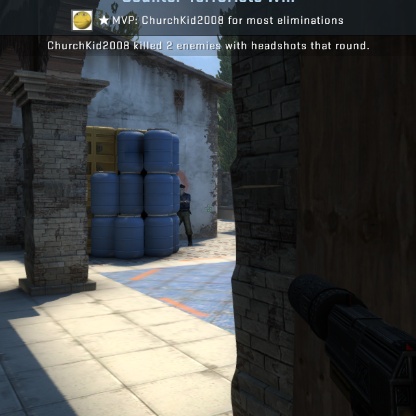 Counter-Terrorists Win
★MVP: ChurchKid2008 for most eliminations
ChurchKid2008 killed 2 enemies with headshots that round.